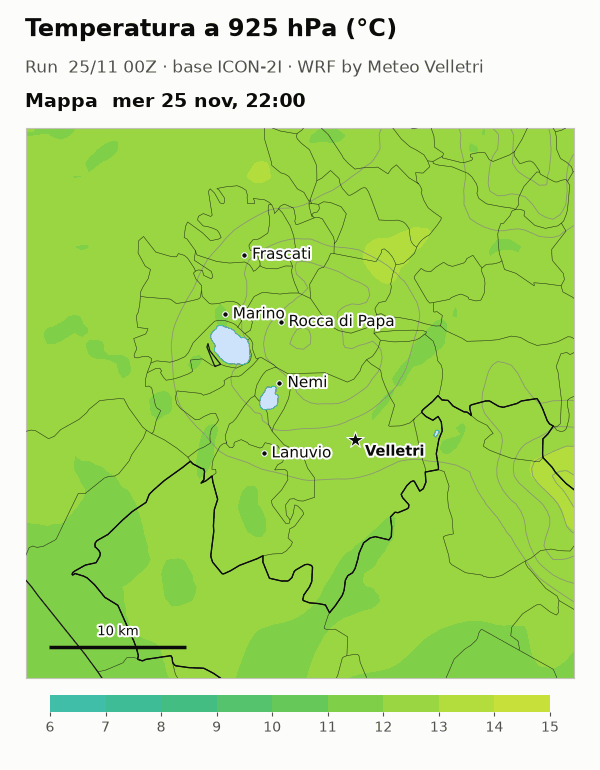 Temperatura a 925 hPa (°C)
Run  25/11 00Z · base ICON-2I · WRF by Meteo Velletri
Mappa  mer 25 nov, 22:00
Frascati
Marino
Rocca di Papa
Nemi
Velletri
Lanuvio
10 km
6 7 8 9 10 11 12 13 14 15